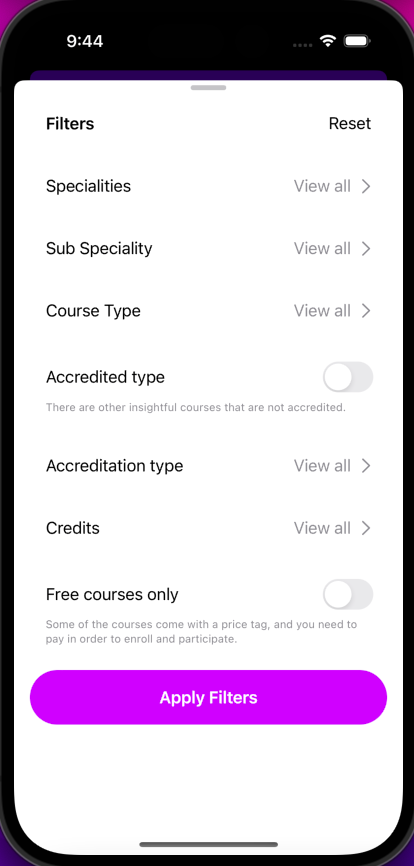 9:44
Filters
Reset
Specialities
View all
Sub Speciality
View all
Course Type
View all
Accredited type
There are other insightful courses that are not accredited.
Accreditation type
View all
Credits
View all
Free courses only
Some of the courses come with a price tag, and you need to
pay in order to enroll and participate.
Apply Filters